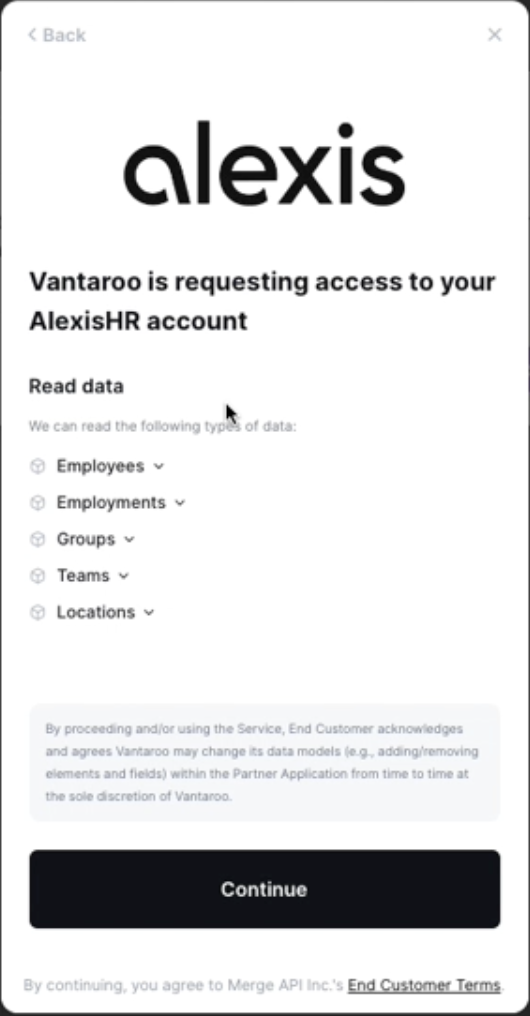 Back
alexis
Vantaroo is requesting access to your
AlexisHR account
Read data
We can read the following types of data:
Employees
Employments
Groups
Teams
Locations
By proceeding and/or using the Service, End Customer acknowledges
and agrees Vantaroo may change its data models (e.g., adding/removing
elements and fields) within the Partner Application from time to time at
the sole discretion of Vantaroo.
Continue
By continuing, you agree to Merge API Inc.'s End Customer Terms.